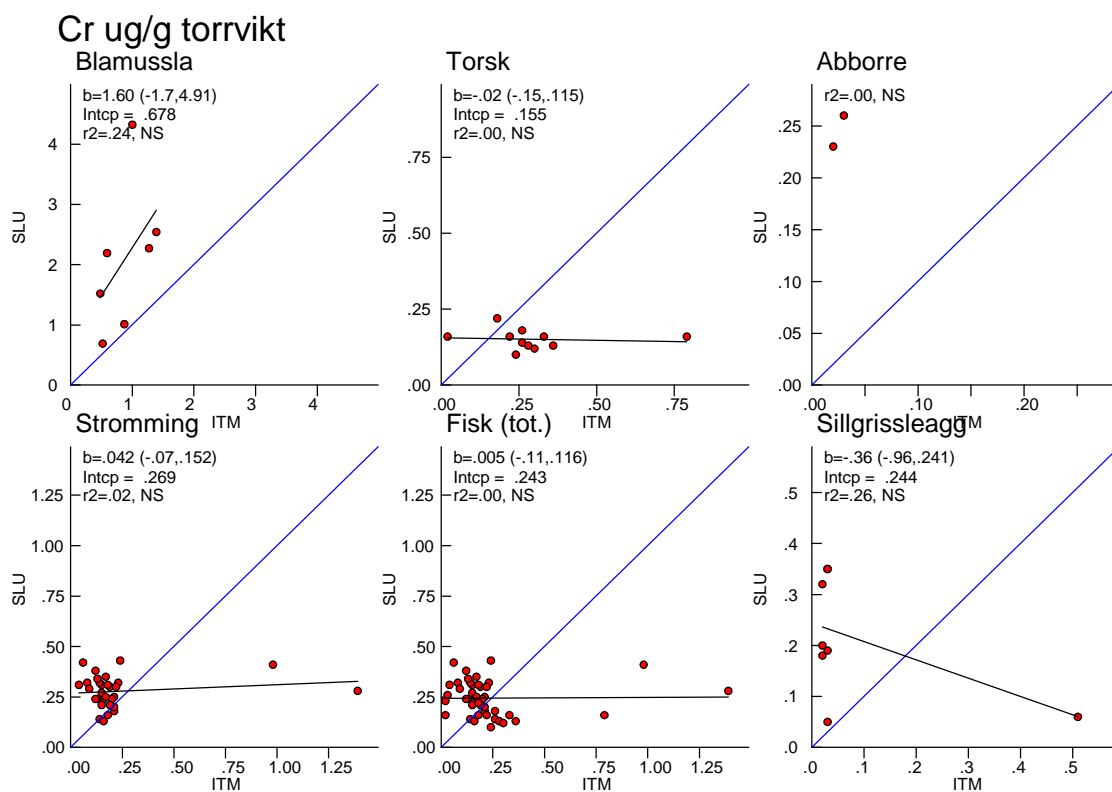 Cr ug/g torrvikt
Blamussla
b=1.60 (-1.7,4.91)
Intcp = .678
r2=.24, NS
4
3
2
1
0
SLU
0 1 2 3 4
ITM
Torsk
b=-.02 (-.15,.115)
Intcp = .155
r2=.00, NS
.75
.50
.25
.00
SLU
.00 .25 .50 .75
ITM
Abborre
r2=.00, NS
.25
.20
.15
.10
.05
.00
SLU
.00 .10 .20
ITM
Stromming
b=.042 (-.07,.152)
Intcp = .269
r2=.02, NS
1.25
1.00
.75
.50
.25
.00
SLU
.00 .25 .50 .75 1.00 1.25
ITM
Fisk (tot.)
b=.005 (-.11,.116)
Intcp = .243
r2=.00, NS
1.25
1.00
.75
.50
.25
.00
SLU
.00 .25 .50 .75 1.00 1.25
ITM
Sillgrissleagg
b=-.36 (-.96,.241)
Intcp = .244
r2=.26, NS
.5
.4
.3
.2
.1
.0
SLU
.0 .1 .2 .3 .4 .5
ITM